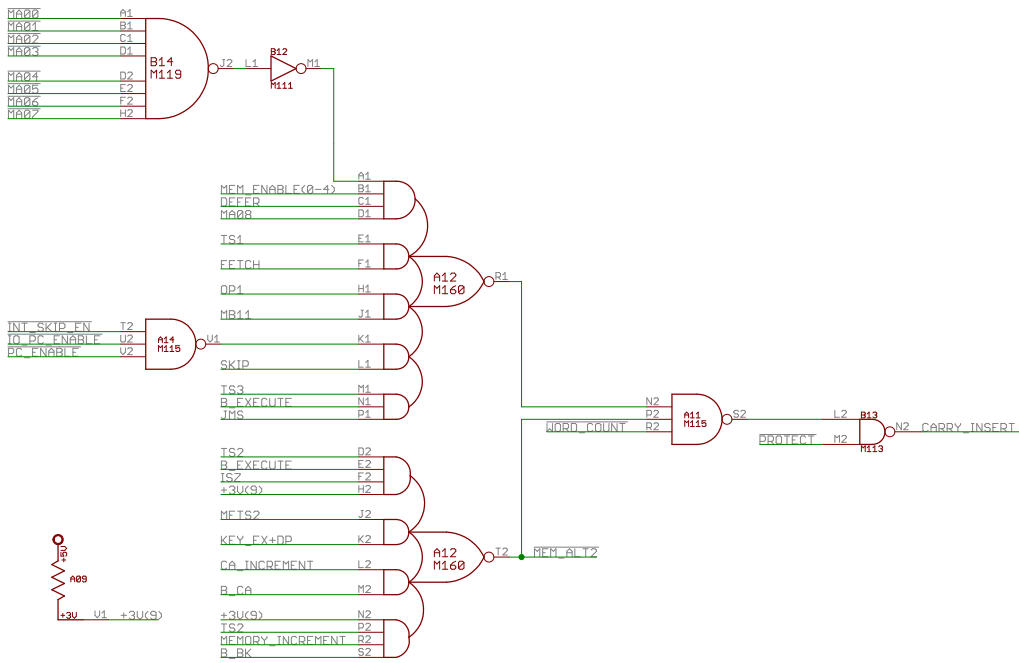 MA00 A1
MA01 B1
MA02 C1
MA03 D1
B14
M119
MA04 D2
MA05 E2
MA06 F2
MA07 H2
J2 L1
B12
M111
M1
A1
MEM_ENABLE(0-4) B1
DEFER C1
MA08 D1
TS1 E1
FETCH F1
A12
M160
R1
OP1 H1
MB11 J1
INT_SKIP_EN T2
IO_PC_ENABLE U2
PC_ENABLE V2
A14
M115
V1
K1
SKIP L1
TS3 M1
B_EXECUTE N1
JMS P1
N2
P2
WORD_COUNT R2
A11
M115
S2
L2
PROTECT M2
B13
M113
N2 CARRY_INSERT
TS2 D2
B_EXECUTE E2
ISZ F2
+3V(9) H2
MFTS2 J2
KEY_EX+DP K2
A12
M160
T2 MEM_ALT2
CA_INCREMENT L2
B_CA M2
+3V(9) N2
TS2 P2
MEMORY_INCREMENT R2
B_BK S2
+5V
A09
+3V V1 +3V(9)